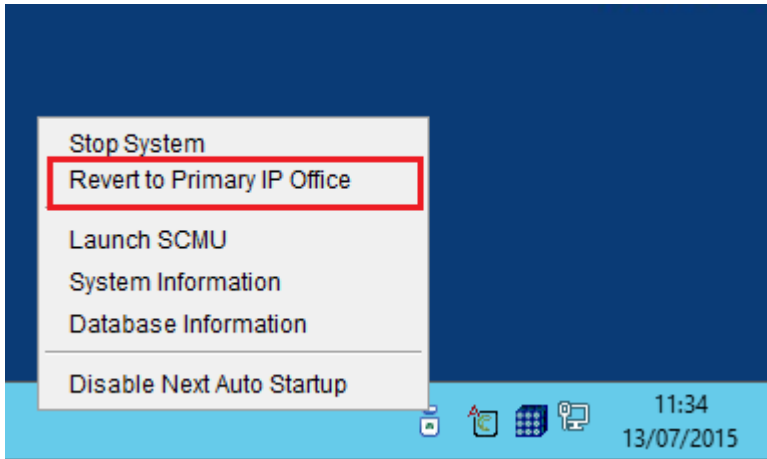 Stop System
Revert to Primary IP Office
Launch SCMU
System Information
Database Information
Disable Next Auto Startup
11:34
13/07/2015